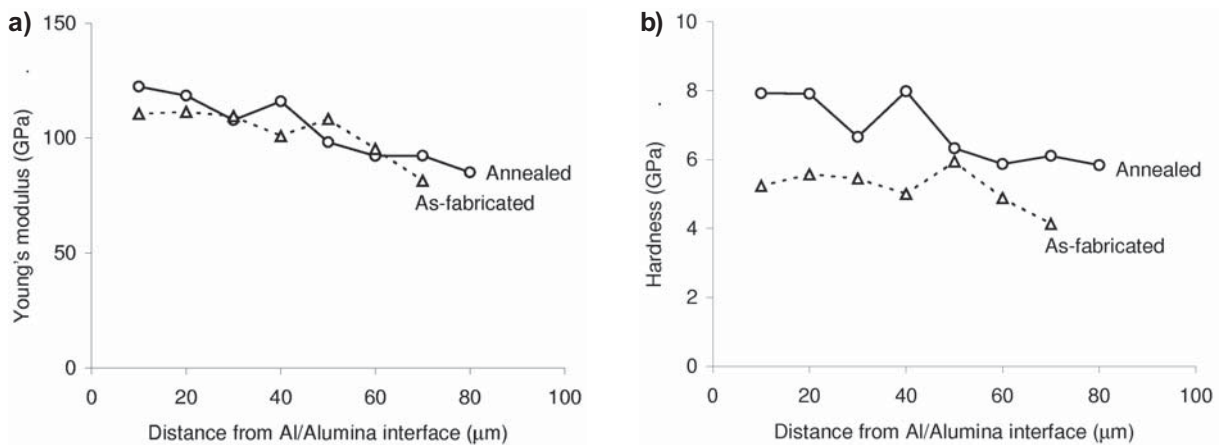 a)
150
100
50
0
Young's modulus (GPa)
Annealed
As-fabricated
0 20 40 60 80 100
Distance from Al/Alumina interface (μm)
b)
10
8
6
4
2
0
Hardness (GPa)
Annealed
As-fabricated
0 20 40 60 80 100
Distance from Al/Alumina interface (μm)